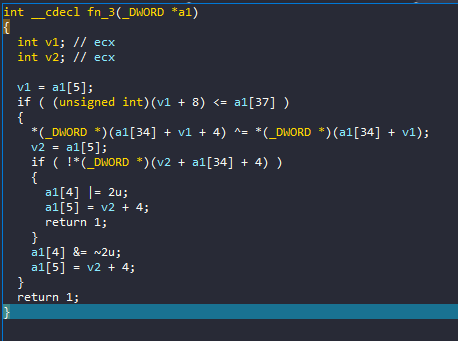 int __cdecl fn_3(_DWORD *a1)
{
  int v1; // ecx
  int v2; // ecx

  v1 = a1[5];
  if ( (unsigned int)(v1 + 8) <= a1[37] )
  {
    *(_DWORD *)(a1[34] + v1 + 4) ^= *(_DWORD *)(a1[34] + v1);
    v2 = a1[5];
    if ( !*(_DWORD *)(v2 + a1[34] + 4) )
    {
      a1[4] |= 2u;
      a1[5] = v2 + 4;
      return 1;
    }
    a1[4] &= ~2u;
    a1[5] = v2 + 4;
  }
  return 1;
}